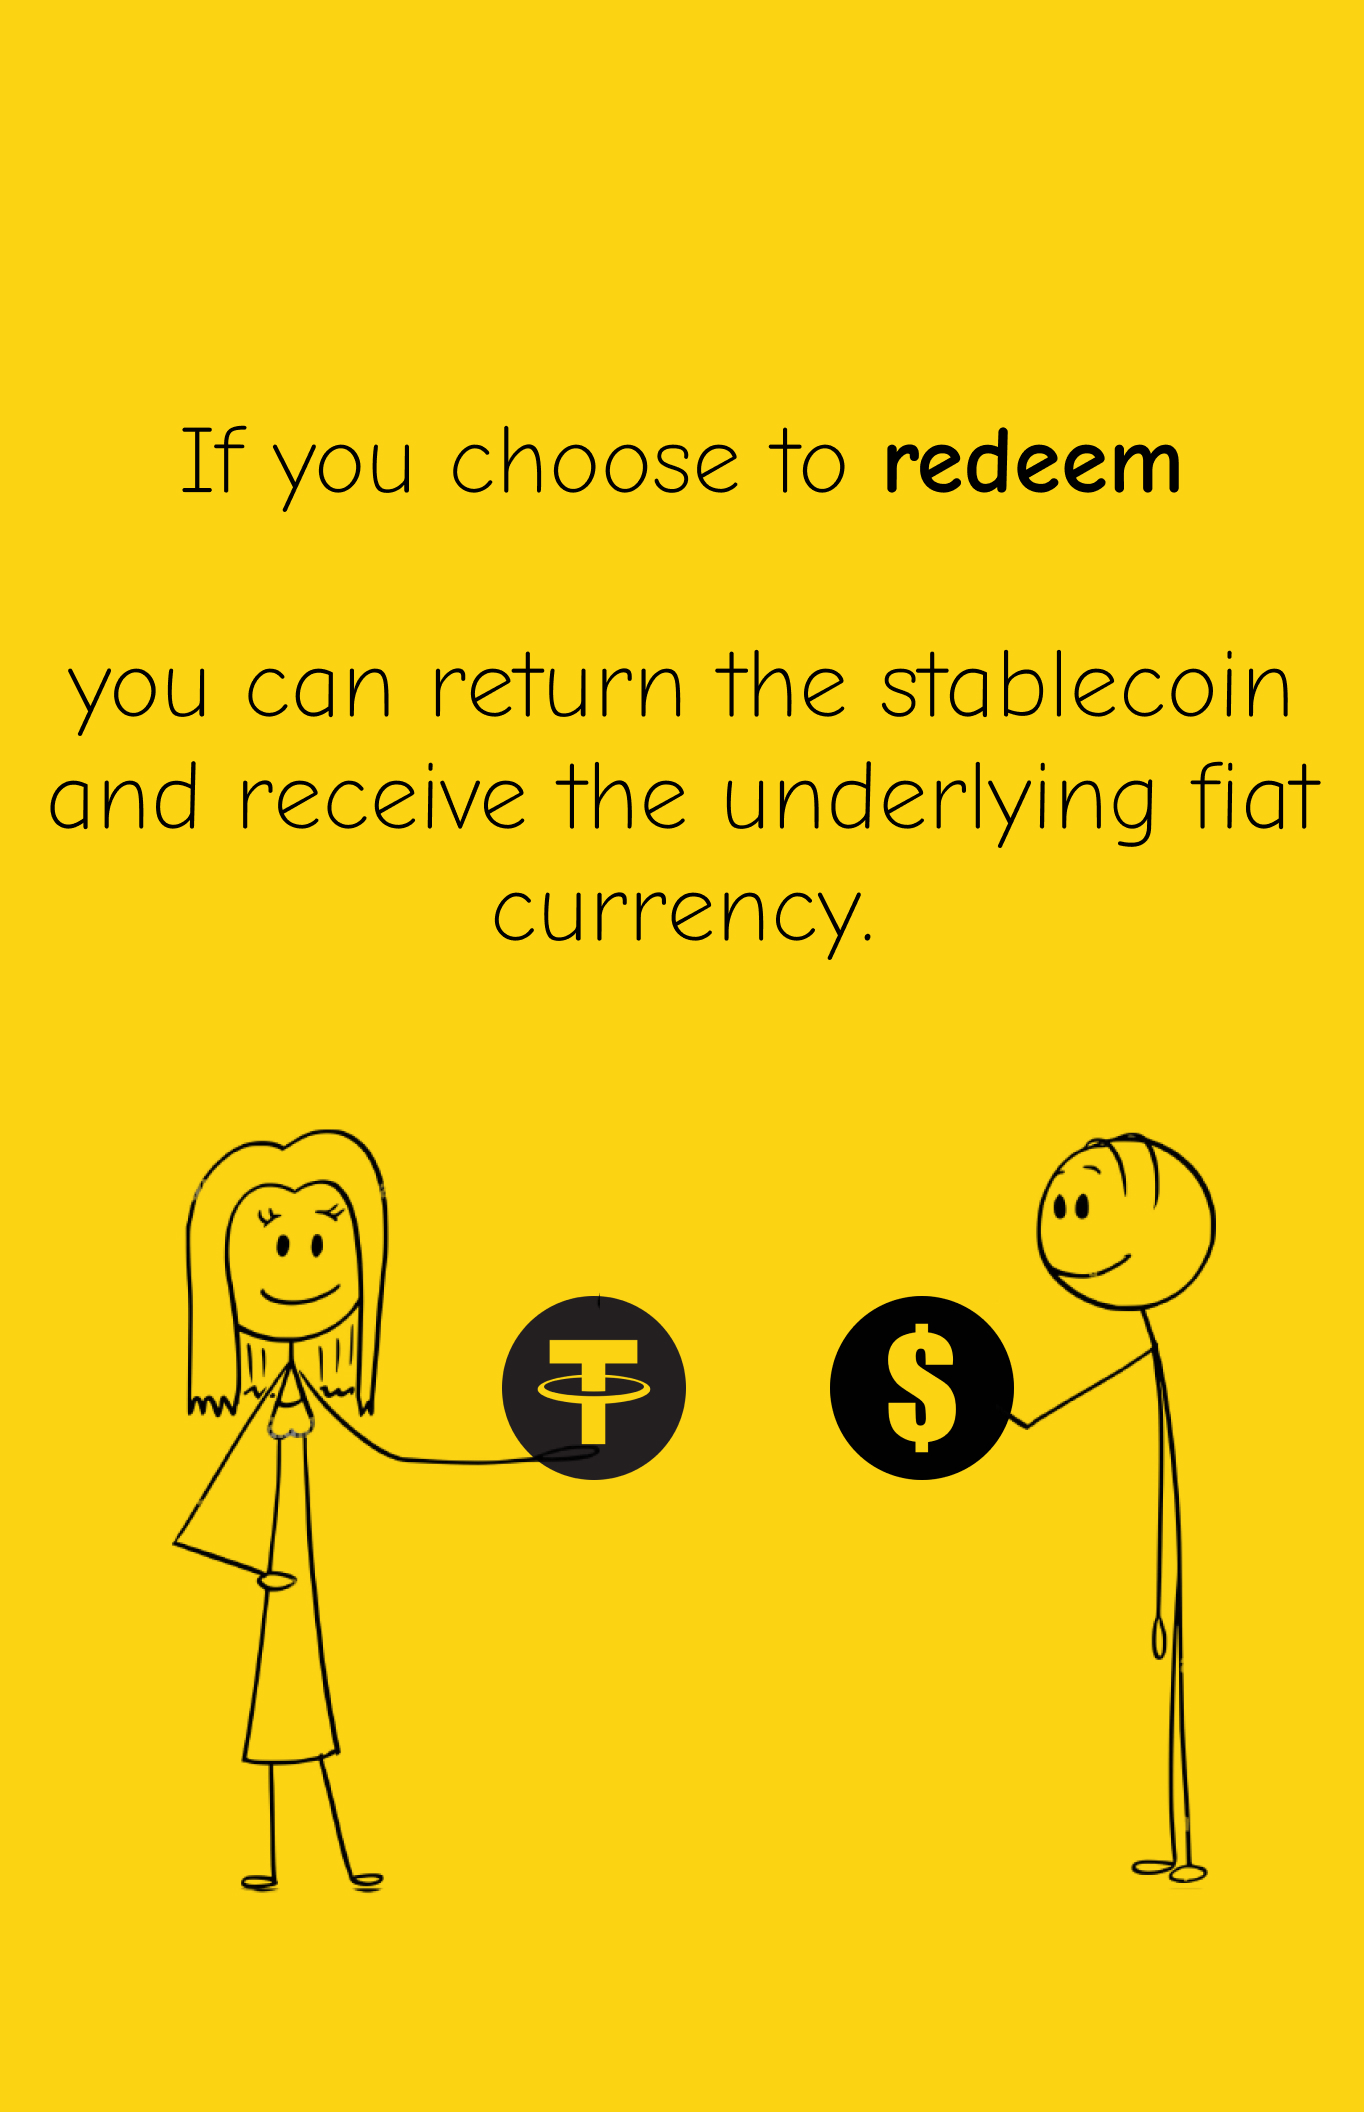 If you choose to redeem
you can return the stablecoin
and receive the underlying fiat
currency.
$